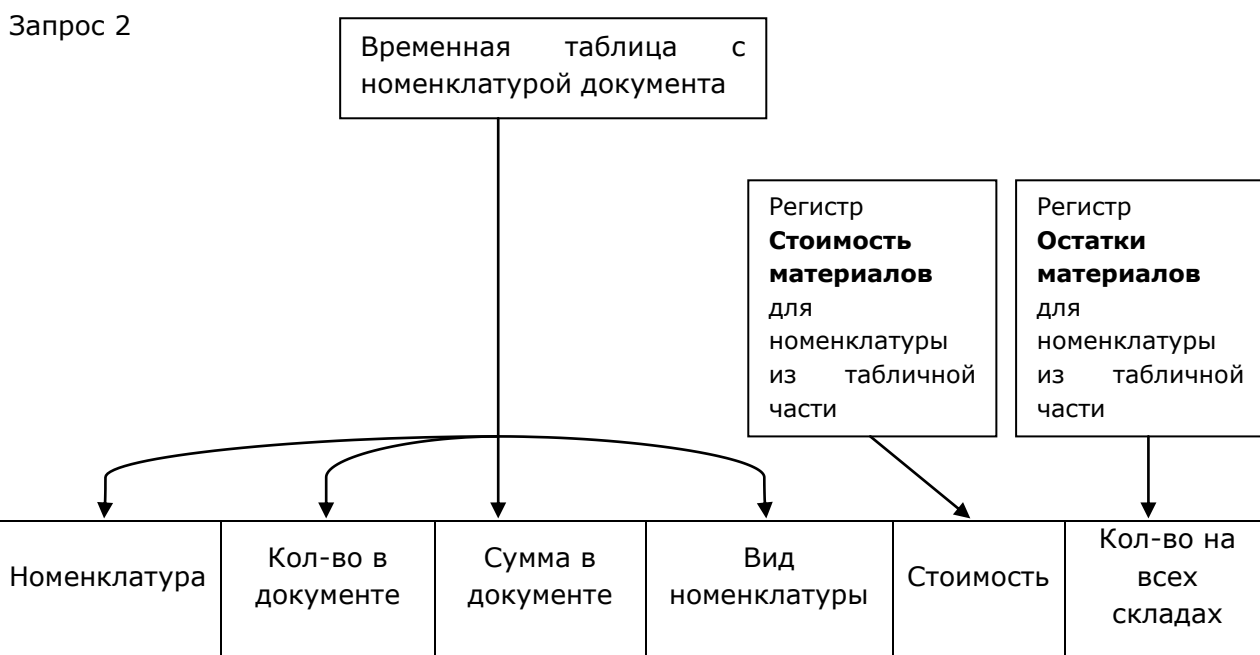 Запрос 2
Временная таблица с
номенклатурой документа
Регистр
Стоимость
материалов
для
номенклатуры
из табличной
части
Регистр
Остатки
материалов
для
номенклатуры
из табличной
части
Номенклатура
Кол-во в
документе
Сумма в
документе
Вид
номенклатуры
Стоимость
Кол-во на
всех
складах